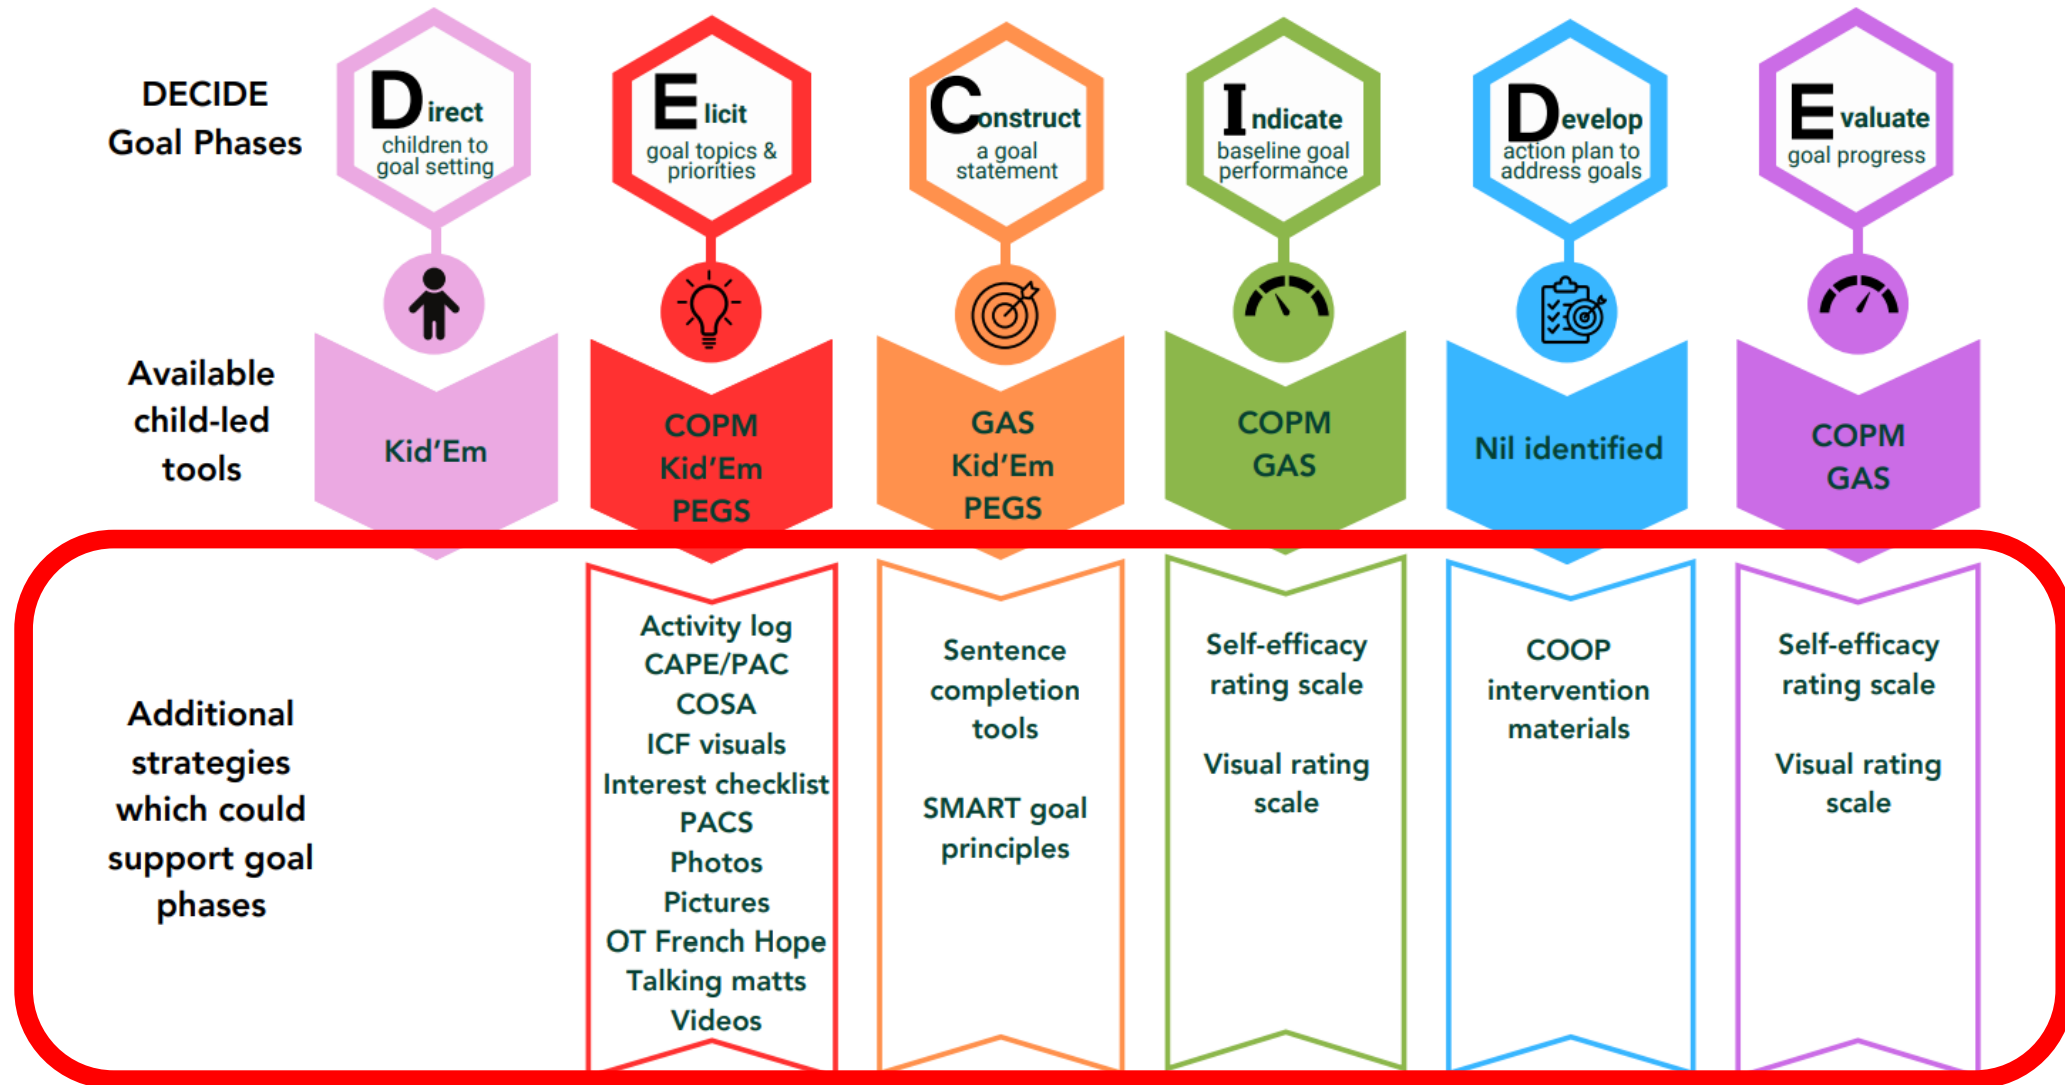 DECIDE
Goal Phases
Direct
children to
goal setting
Elicit
goal topics &
priorities
Construct
a goal
statement
Indicate
baseline goal
performance
Develop
action plan to
address goals
Evaluate
goal progress
Available
child-led
tools
Kid'Em
COPM
Kid'Em
PEGS
GAS
Kid'Em
PEGS
COPM
GAS
Nil identified
COPM
GAS
Additional
strategies
which could
support goal
phases
Activity log
CAPE/PAC
COSA
ICF visuals
Interest checklist
PACS
Photos
Pictures
OT French Hope
Talking matts
Videos
Sentence
completion
tools
SMART goal
principles
Self-efficacy
rating scale
Visual rating
scale
COOP
intervention
materials
Self-efficacy
rating scale
Visual rating
scale